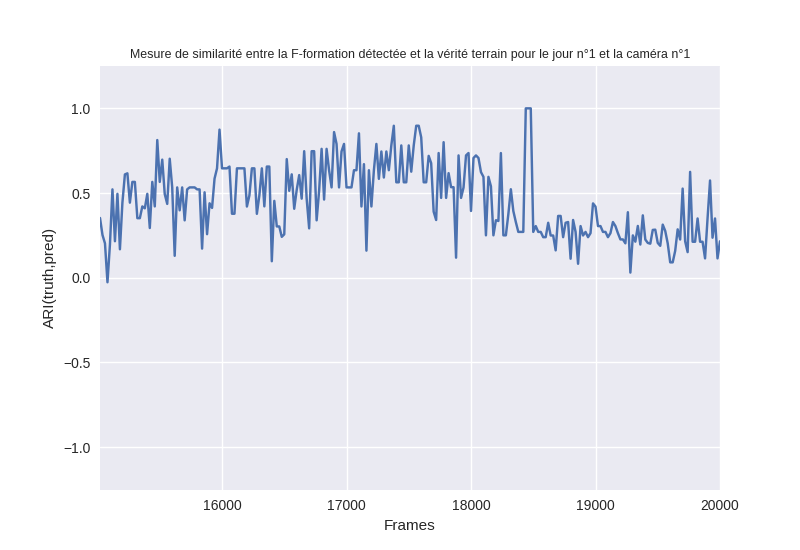 Mesure de similarité entre la F-formation détectée et la vérité terrain pour le jour n°1 et la caméra n°1
1.0
0.5
0.0
−0.5
−1.0
ARI(truth,pred)
16000 17000 18000 19000 20000
Frames